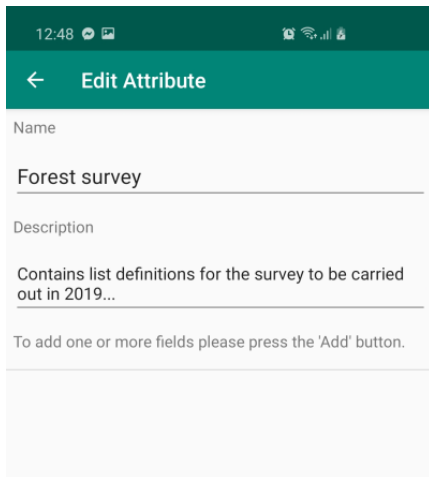 12:48
Edit Attribute
Name
Forest survey
Description
Contains list definitions for the survey to be carried
out in 2019...
To add one or more fields please press the 'Add' button.